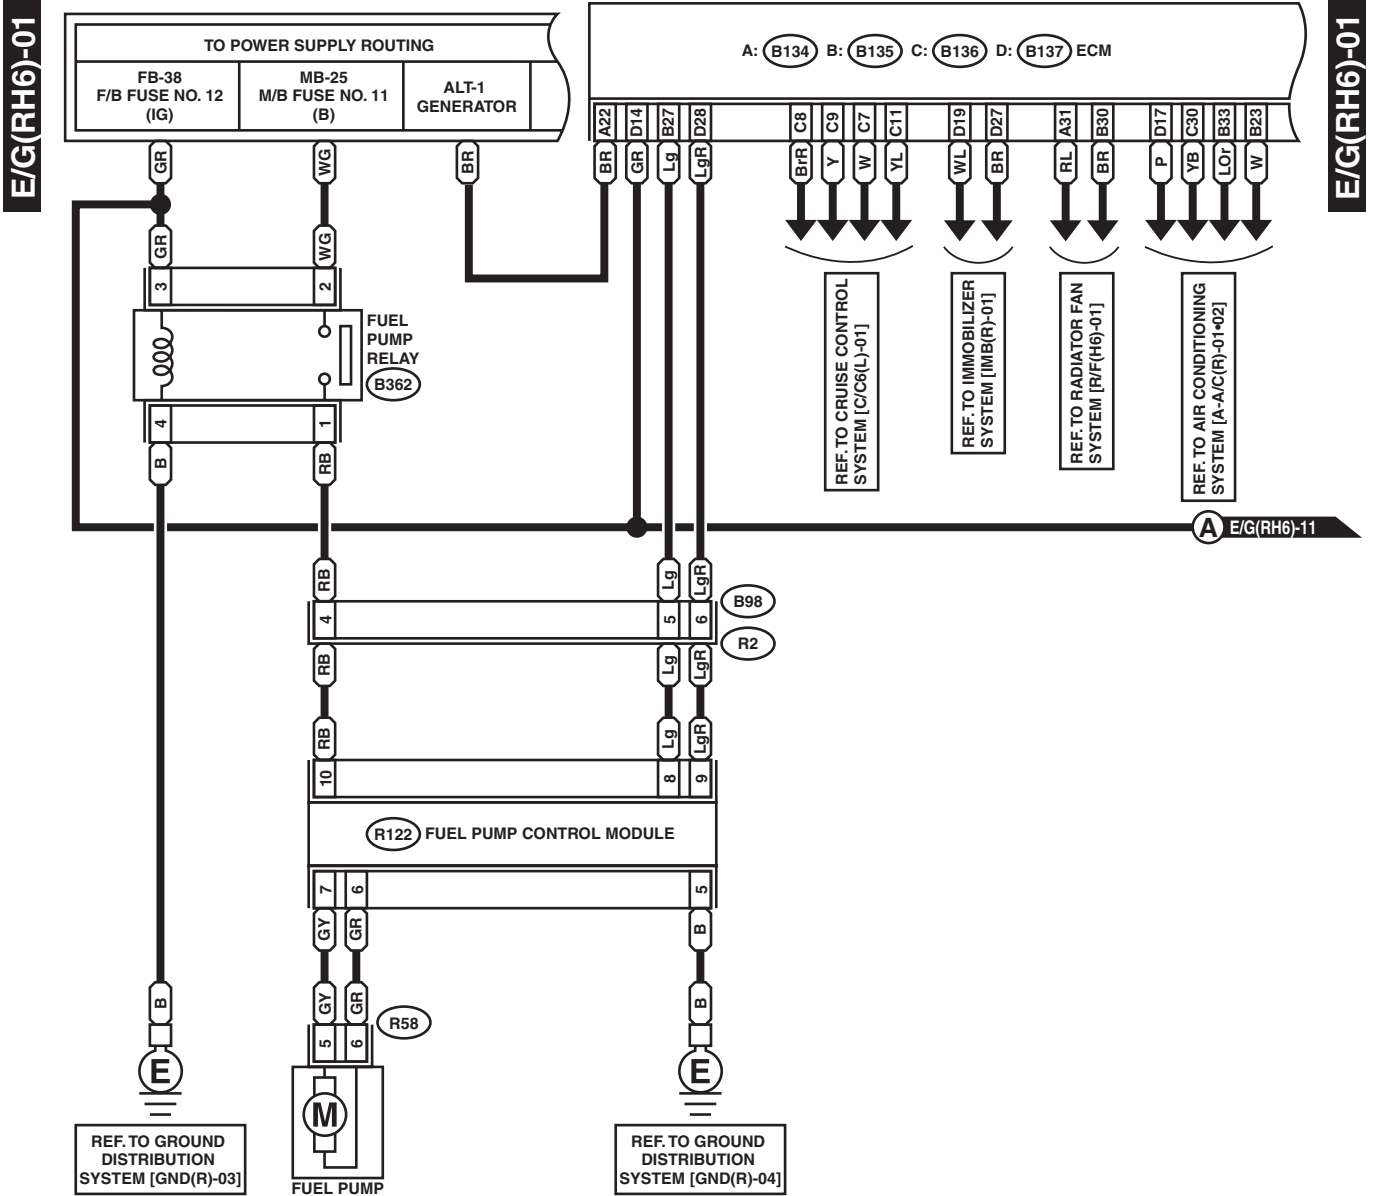 E/G(RH6)-01
E/G(RH6)-01
TO POWER SUPPLY ROUTING
FB-38
F/B FUSE NO. 12
(IG)
MB-25
M/B FUSE NO. 11
(B)
ALT-1
GENERATOR
A: B134 B: B135 C: B136 D: B137 ECM
A22 D14 B27 D28 C8 C9 C7 C11 D19 D27 A31 B30 D17 C30 B33 B23
GR WG BR BR GR Lg LgR BrR Y W YL WL BR RL BR P YB LOr W
GR WG
3 2
FUEL
PUMP
RELAY
B362
4 1
B RB
REF. TO CRUISE CONTROL
SYSTEM [C/C6(L)-01]
REF. TO IMMOBILIZER
SYSTEM [IMB(R)-01]
REF. TO RADIATOR FAN
SYSTEM [R/F(H6)-01]
REF. TO AIR CONDITIONING
SYSTEM [A-A/C(R)-01•02]
A E/G(RH6)-11
RB Lg LgR
B98
4 5 6
R2
RB Lg LgR
RB Lg LgR
10 8 9
R122 FUEL PUMP CONTROL MODULE
7 6 5
GY GR B
B GY GR B
R58
5 6
E
E
M
REF. TO GROUND
DISTRIBUTION
SYSTEM [GND(R)-03]
FUEL PUMP
REF. TO GROUND
DISTRIBUTION
SYSTEM [GND(R)-04]